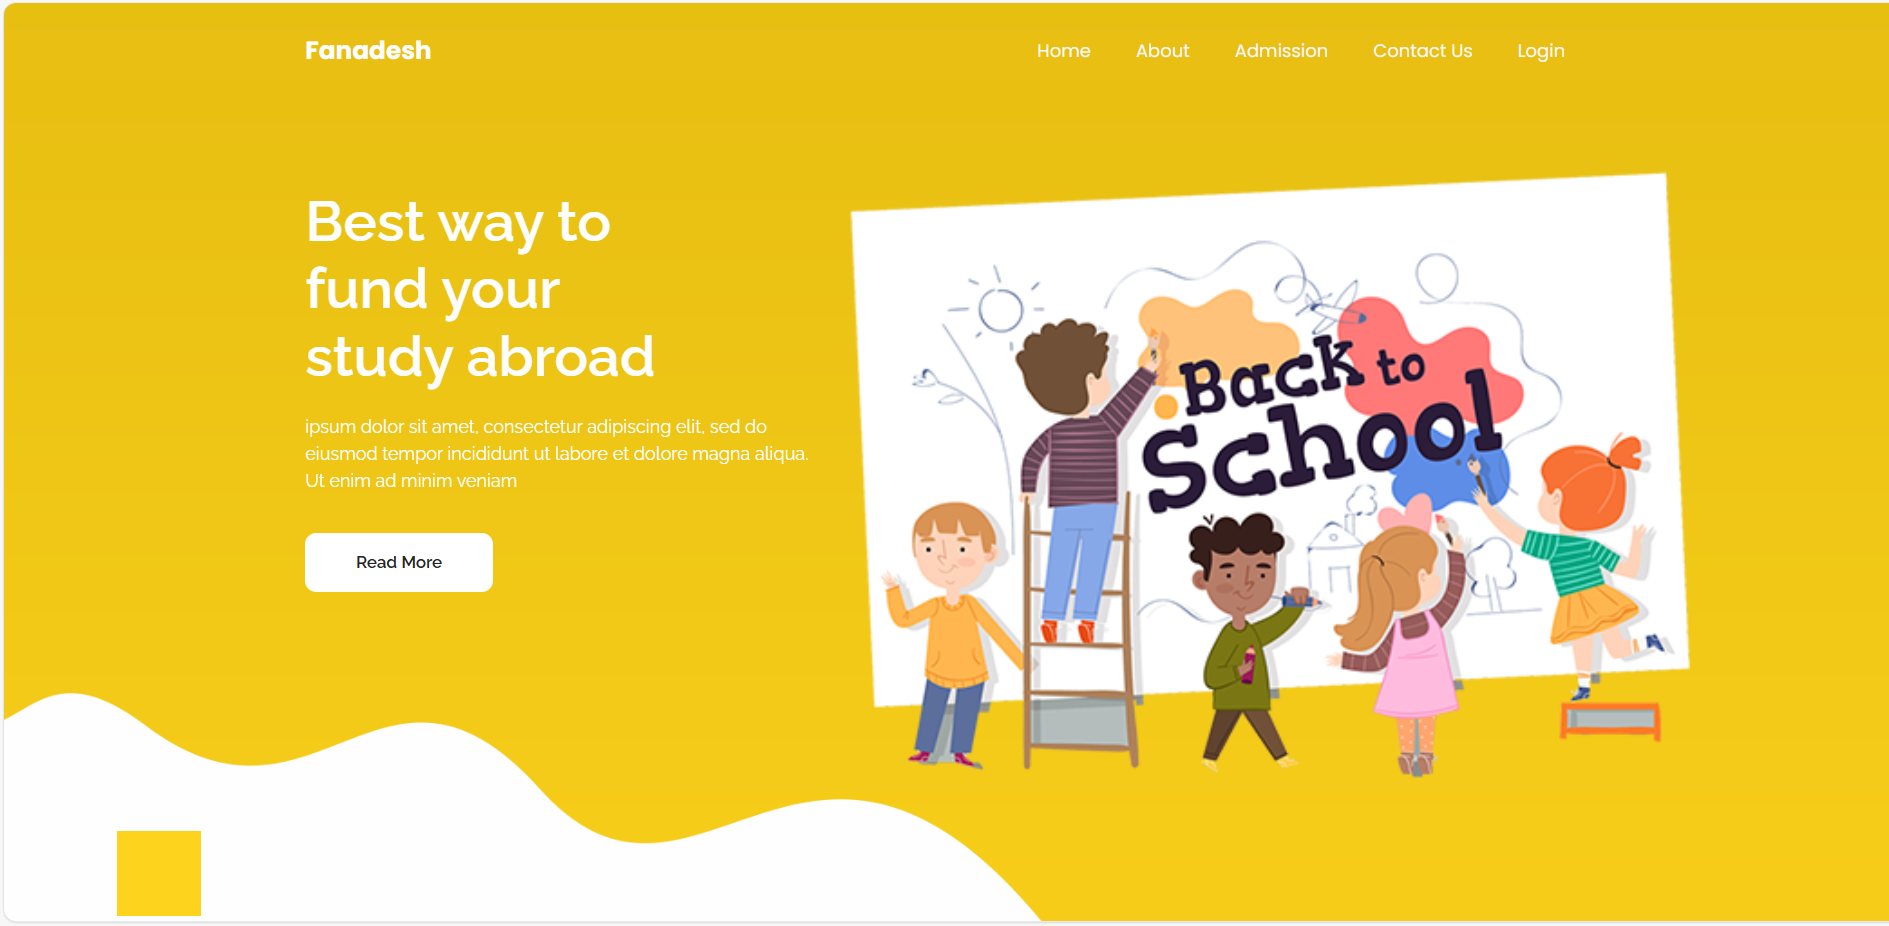 Fanadesh
Home About Admission Contact Us Login
Best way to
fund your
study abroad
ipsum dolor sit amet, consectetur adipiscing elit, sed do
eiusmod tempor incididunt ut labore et dolore magna aliqua.
Ut enim ad minim veniam
Read More
Back to
School